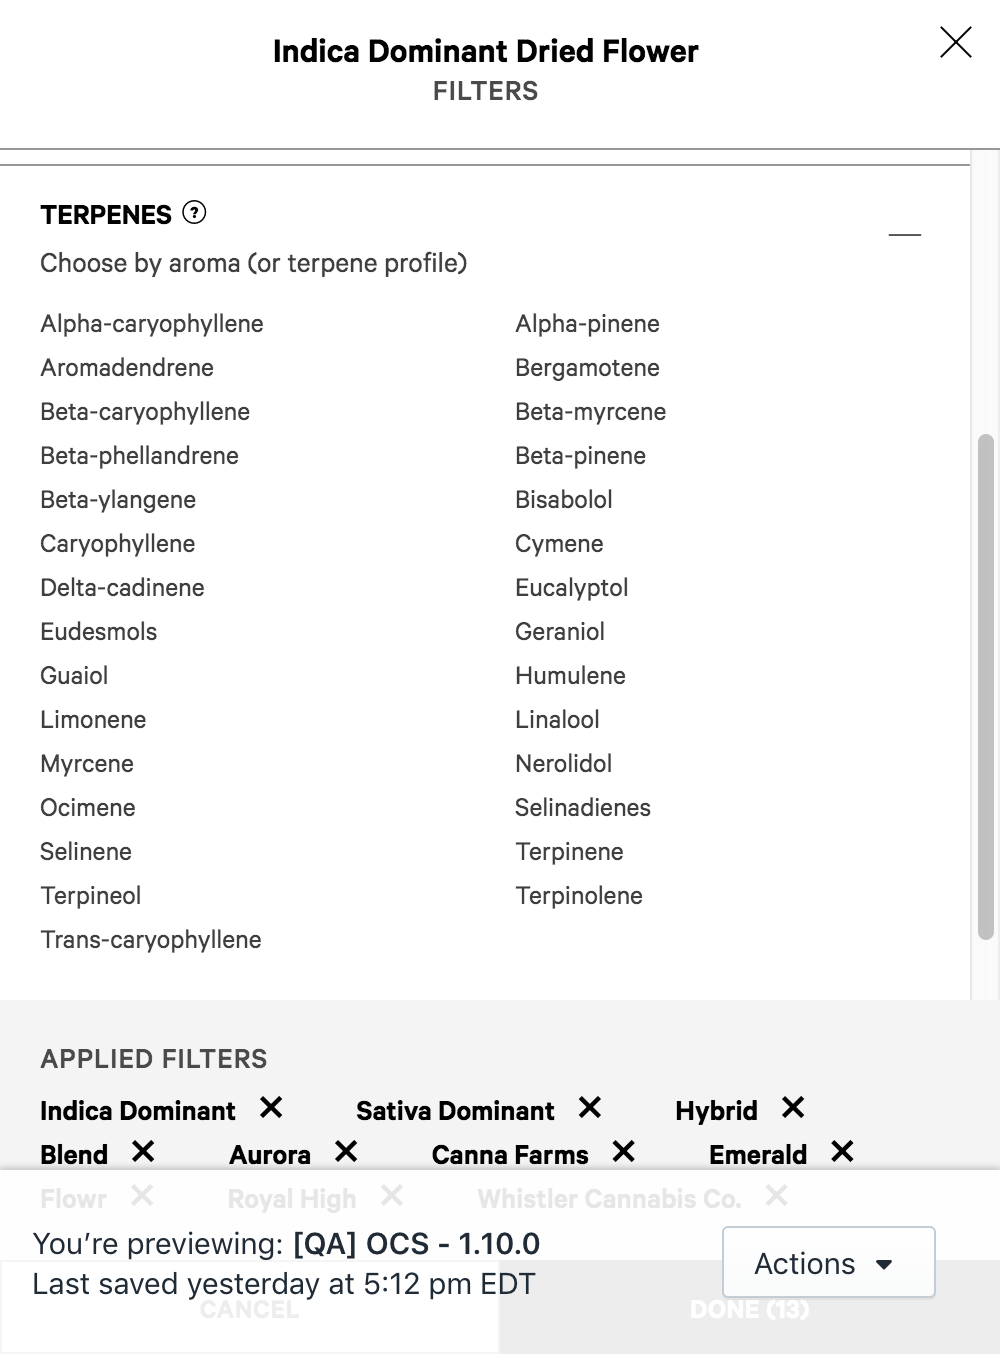 Indica Dominant Dried Flower
FILTERS
TERPENES ?
Choose by aroma (or terpene profile)
Alpha-caryophyllene Alpha-pinene
Aromadendrene Bergamotene
Beta-caryophyllene Beta-myrcene
Beta-phellandrene Beta-pinene
Beta-ylangene Bisabolol
Caryophyllene Cymene
Delta-cadinene Eucalyptol
Eudesmols Geraniol
Guaiol Humulene
Limonene Linalool
Myrcene Nerolidol
Ocimene Selinadienes
Selinene Terpinene
Terpineol Terpinolene
Trans-caryophyllene
APPLIED FILTERS
Indica Dominant Sativa Dominant Hybrid
Blend Aurora Canna Farms Emerald
Flowr Royal High Whistler Cannabis Co.
You're previewing: [QA] OCS - 1.10.0
Actions
Last saved yesterday at 5:12 pm EDT
CANCEL DONE (13)